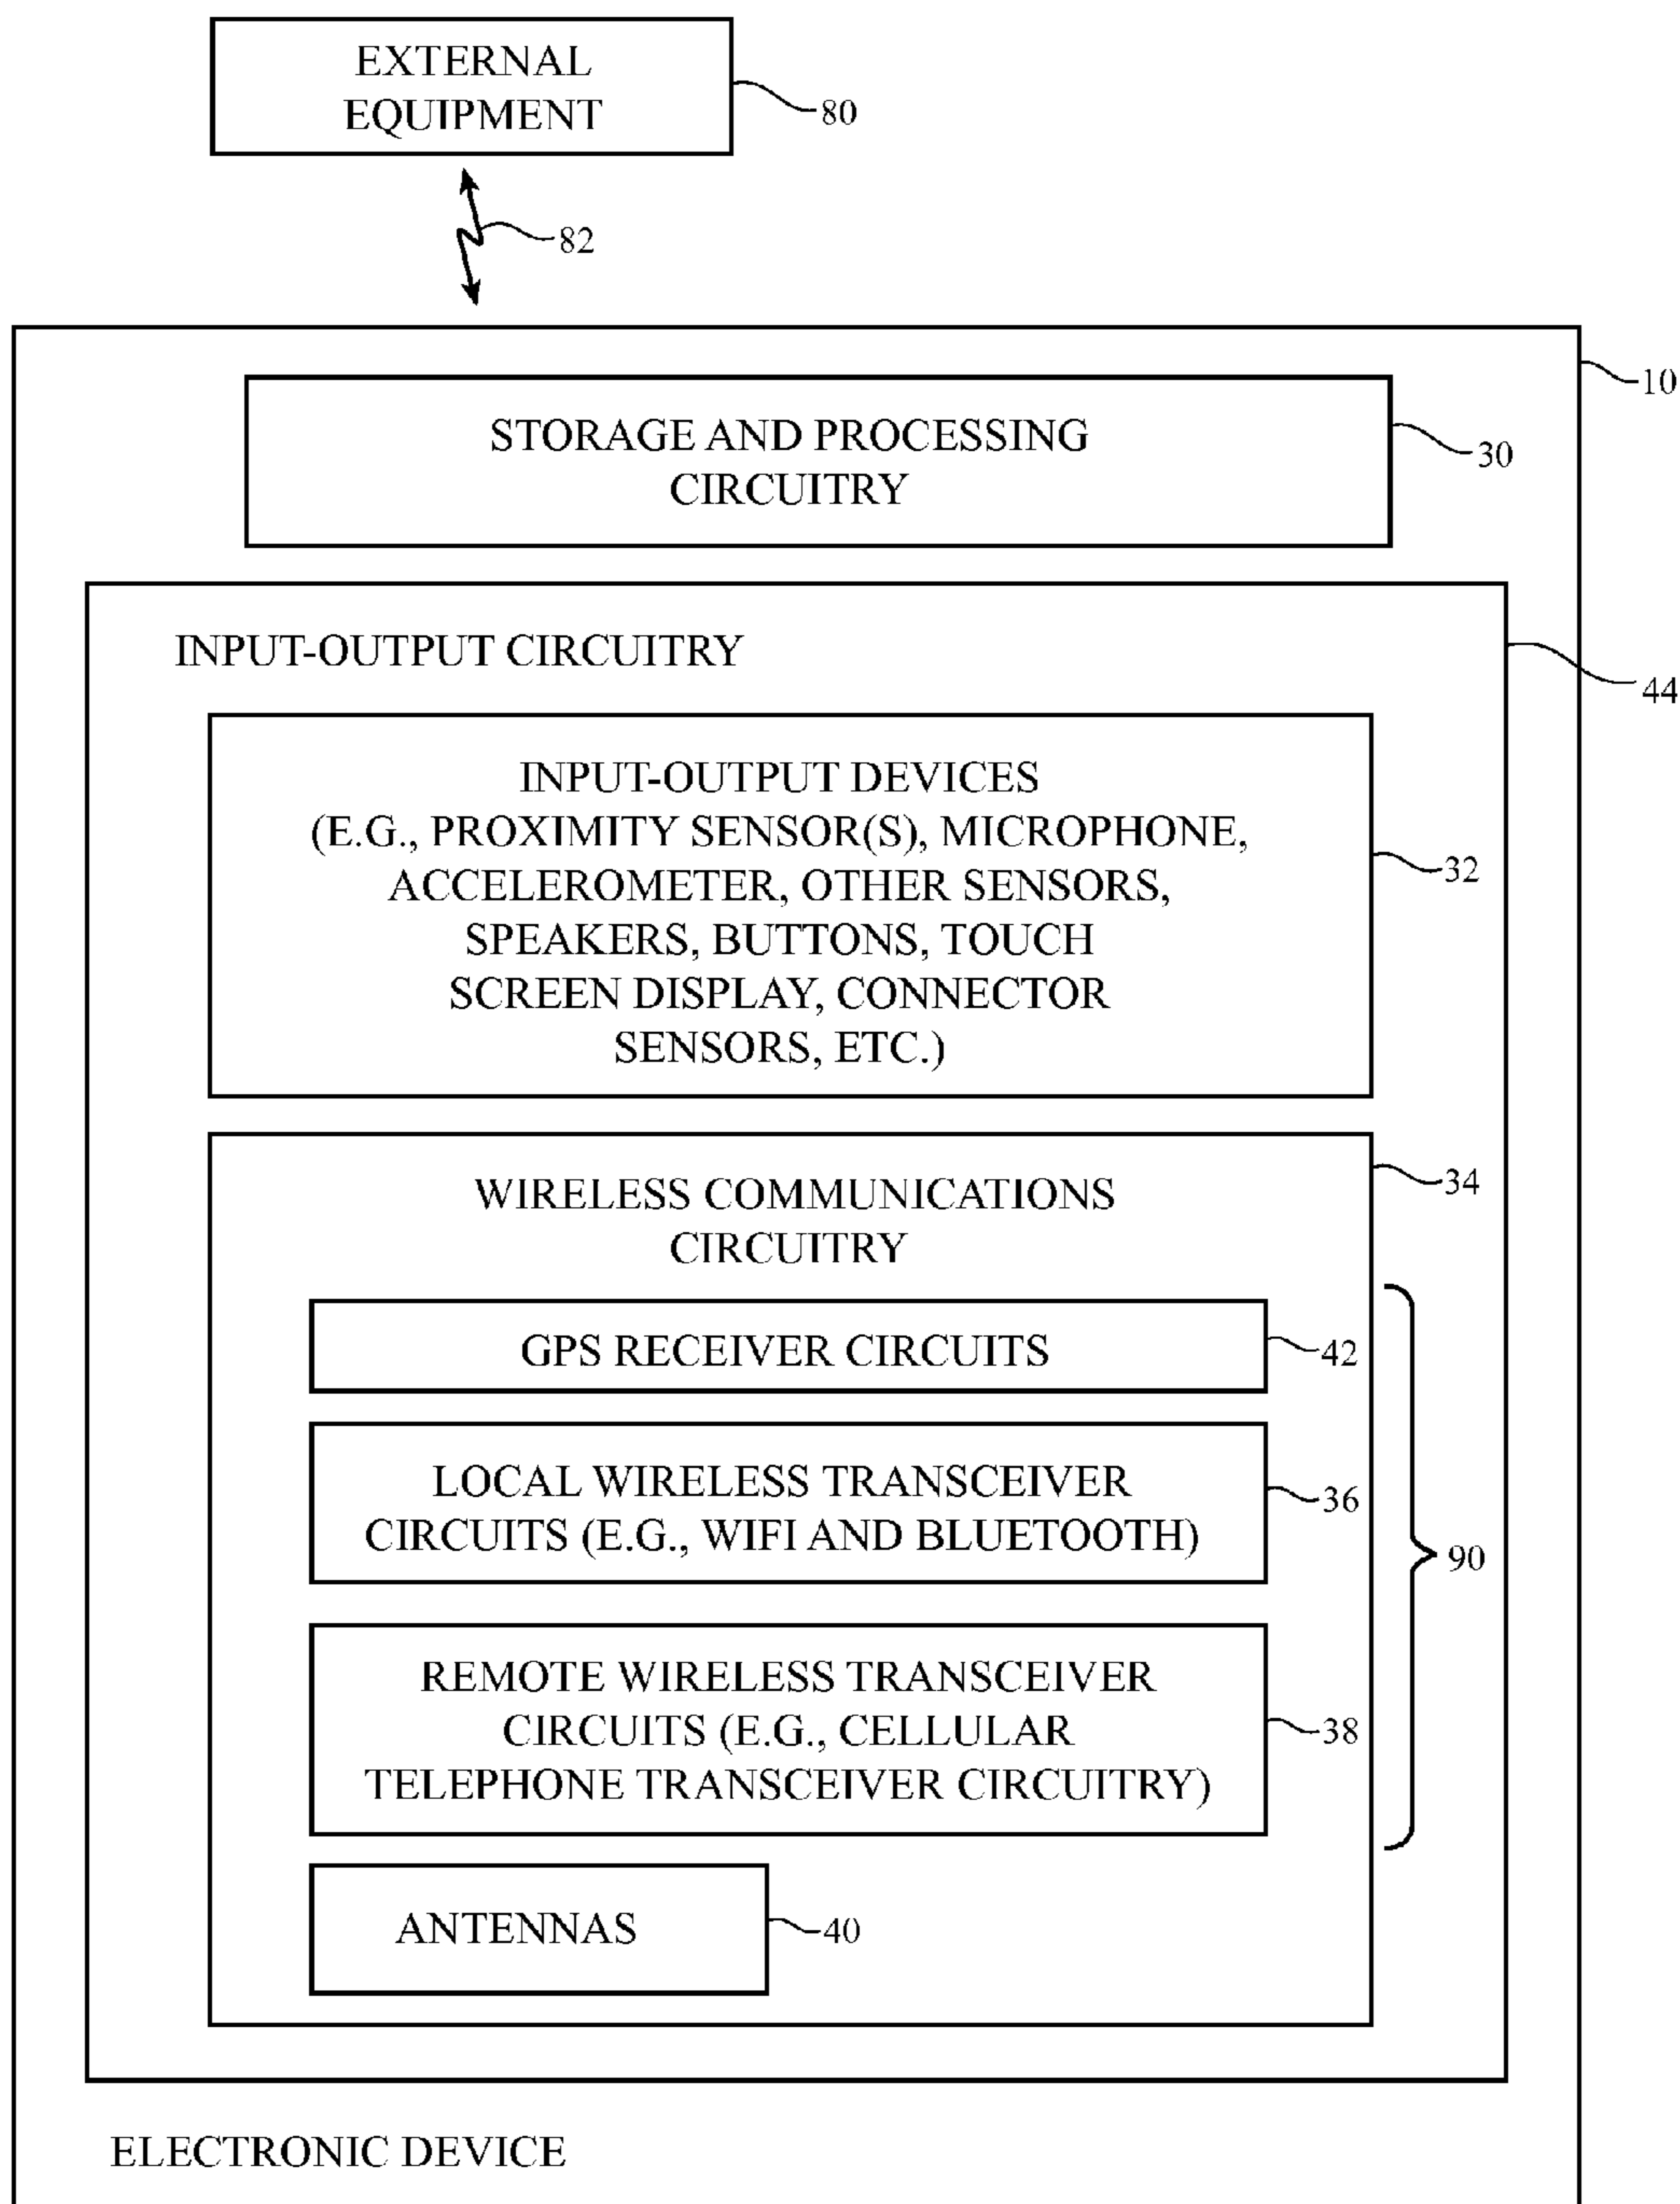 EXTERNAL
EQUIPMENT
80
82
10
STORAGE AND PROCESSING
CIRCUITRY
30
INPUT-OUTPUT CIRCUITRY
44
INPUT-OUTPUT DEVICES
(E.G., PROXIMITY SENSOR(S), MICROPHONE,
ACCELEROMETER, OTHER SENSORS,
SPEAKERS, BUTTONS, TOUCH
SCREEN DISPLAY, CONNECTOR
SENSORS, ETC.)
32
WIRELESS COMMUNICATIONS
CIRCUITRY
34
GPS RECEIVER CIRCUITS
42
LOCAL WIRELESS TRANSCEIVER
CIRCUITS (E.G., WIFI AND BLUETOOTH)
36
90
REMOTE WIRELESS TRANSCEIVER
CIRCUITS (E.G., CELLULAR
TELEPHONE TRANSCEIVER CIRCUITRY)
38
ANTENNAS
40
ELECTRONIC DEVICE